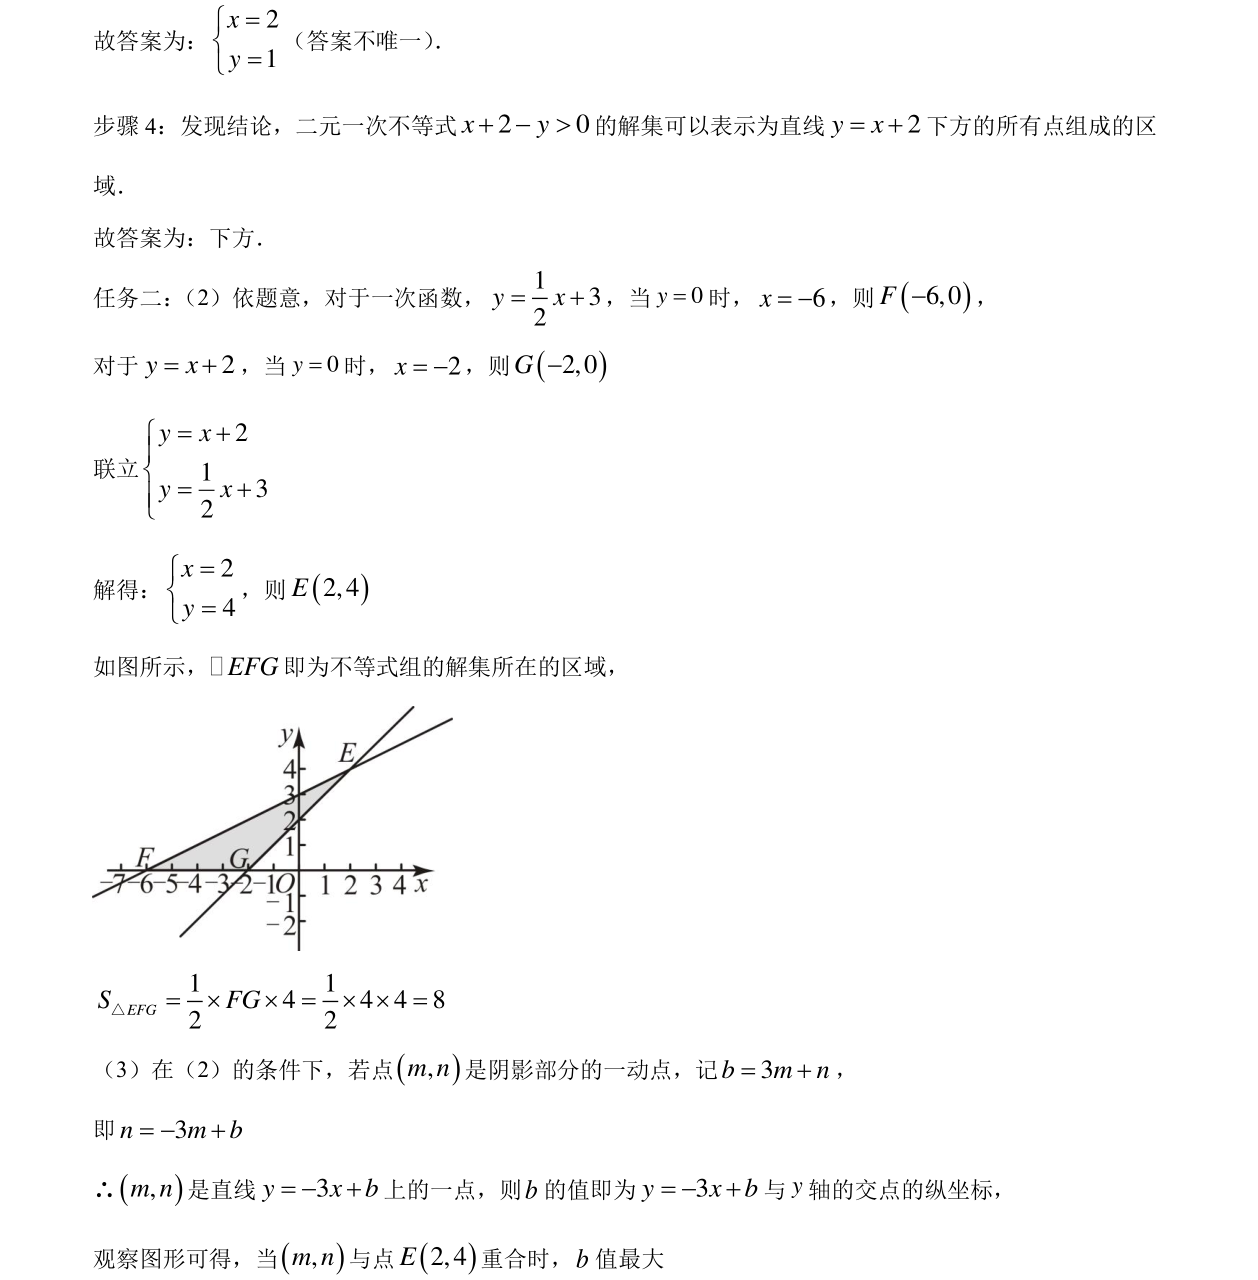 故答案为：{x=2 y=1（答案不唯一）.
步骤 4：发现结论，二元一次不等式x+2−y>0的解集可以表示为直线y=x+2下方的所有点组成的区
域.
故答案为：下方.
任务二：（2）依题意，对于一次函数，y=1/2x+3，当y=0时，x=−6，则F(−6,0)，
对于y=x+2，当y=0时，x=−2，则G(−2,0)
联立{y=x+2 y=1/2x+3
解得：{x=2 y=4，则E(2,4)
如图所示，□EFG即为不等式组的解集所在的区域，
y
E
4
3
2
F G 1
−7−6−5−4−3−2−1O 1 2 3 4 x
−1
−2
S△EFG=1/2×FG×4=1/2×4×4=8
（3）在（2）的条件下，若点(m,n)是阴影部分的一动点，记b=3m+n，
即n=−3m+b
∴(m,n)是直线y=−3x+b上的一点，则b的值即为y=−3x+b与y轴的交点的纵坐标，
观察图形可得，当(m,n)与点E(2,4)重合时，b值最大